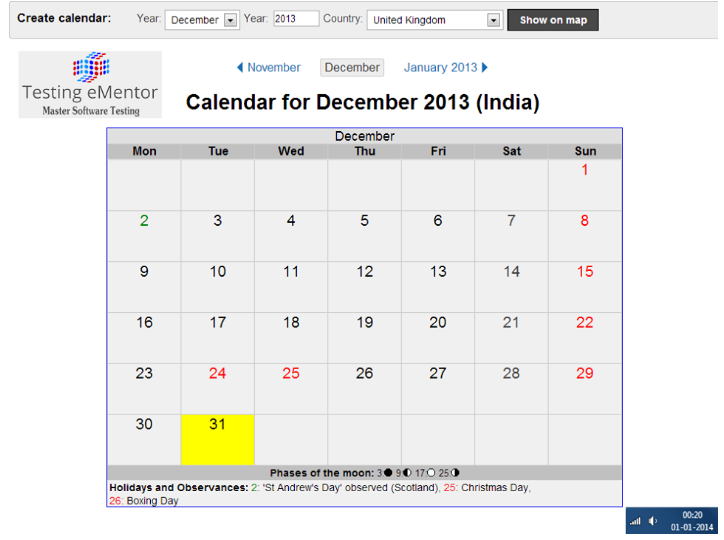 Create calendar: Year: December Year: 2013 Country: United Kingdom Show on map
November December January 2013
Testing eMentor
Master Software Testing
Calendar for December 2013 (India)
December
Mon Tue Wed Thu Fri Sat Sun
1
2 3 4 5 6 7 8
9 10 11 12 13 14 15
16 17 18 19 20 21 22
23 24 25 26 27 28 29
30 31
Phases of the moon: 3 9 17 25
Holidays and Observances: 2: 'St Andrew's Day' observed (Scotland), 25: Christmas Day,
26: Boxing Day
00:20
01-01-2014